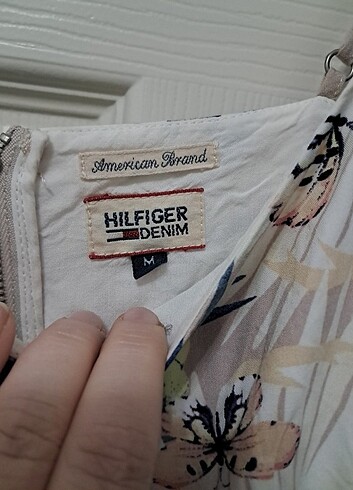 American Brand
HILFIGER
DENIM
M